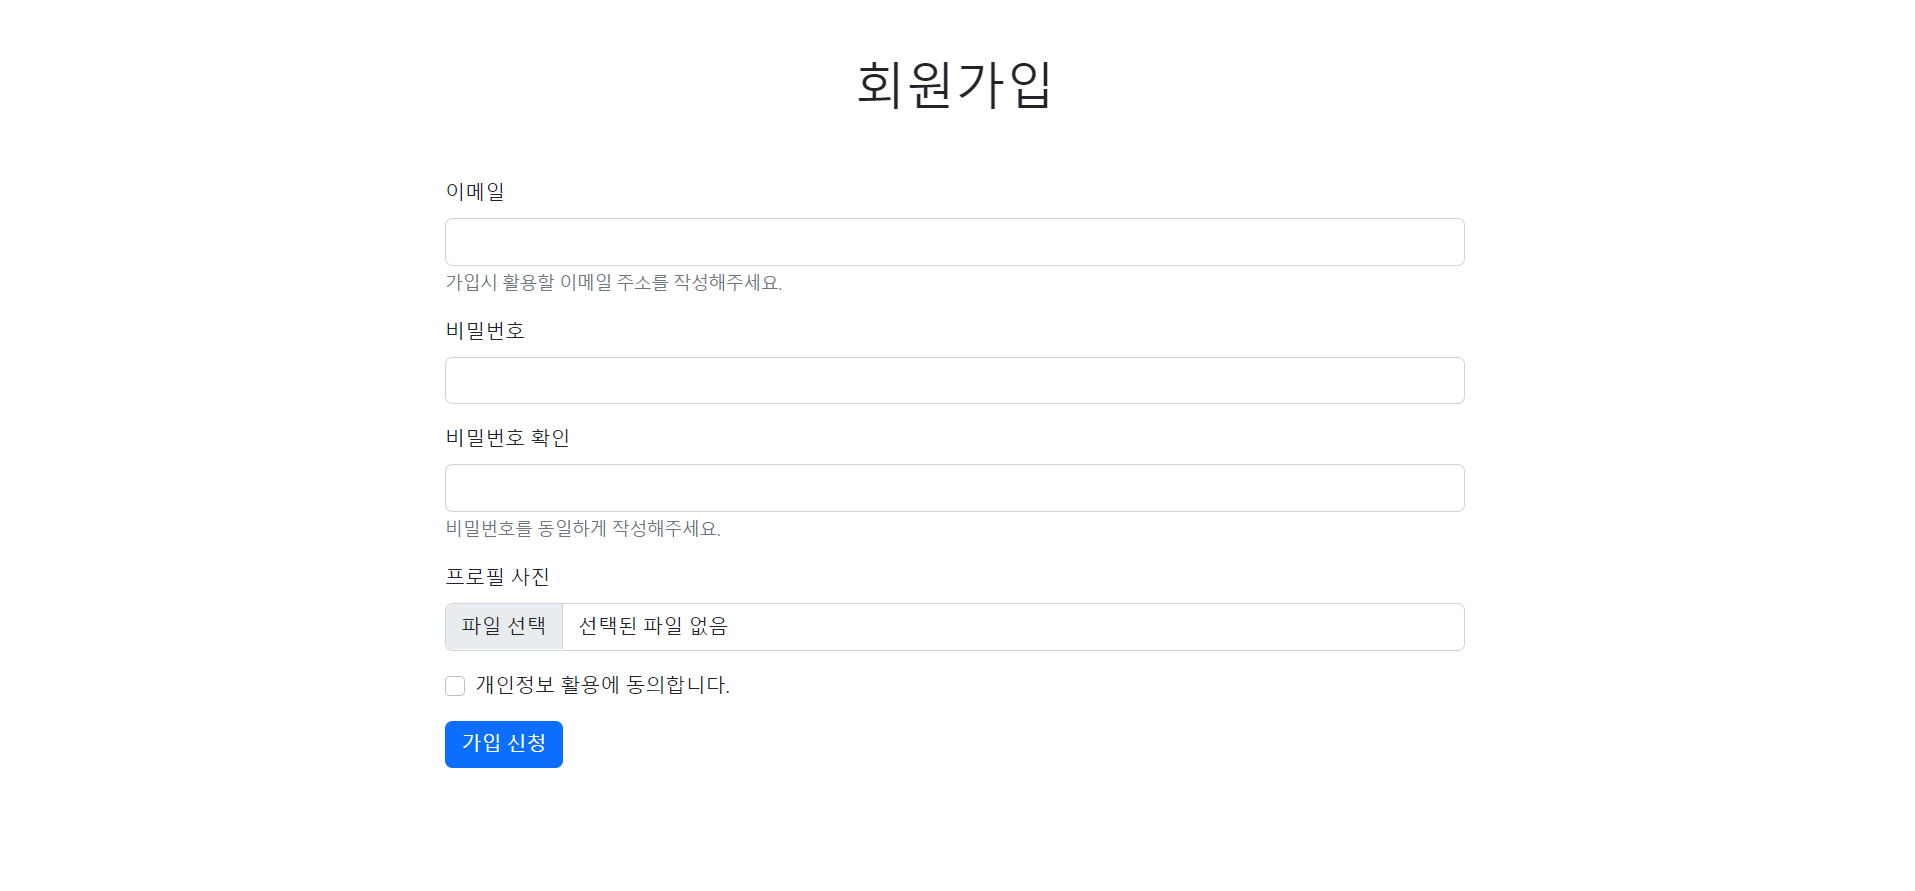 회원가입
이메일
가입시 활용할 이메일 주소를 작성해주세요.
비밀번호
비밀번호 확인
비밀번호를 동일하게 작성해주세요.
프로필 사진
파일 선택 선택된 파일 없음
개인정보 활용에 동의합니다.
가입 신청